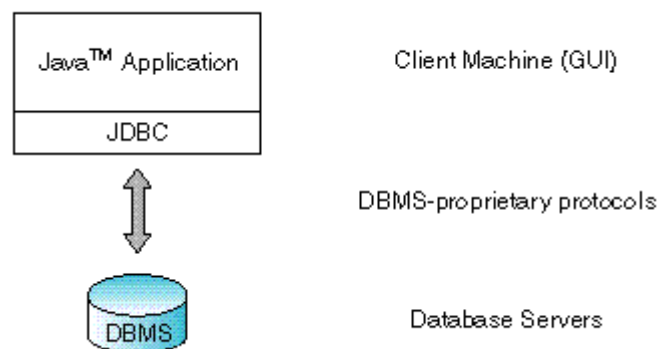 Java™ Application
Client Machine (GUI)
JDBC
DBMS-proprietary protocols
DBMS
Database Servers